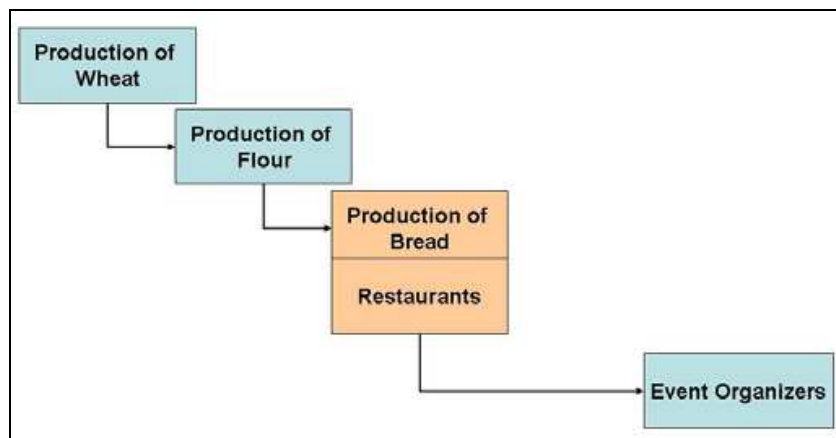 Production of
Wheat
Production of
Flour
Production of
Bread
Restaurants
Event Organizers